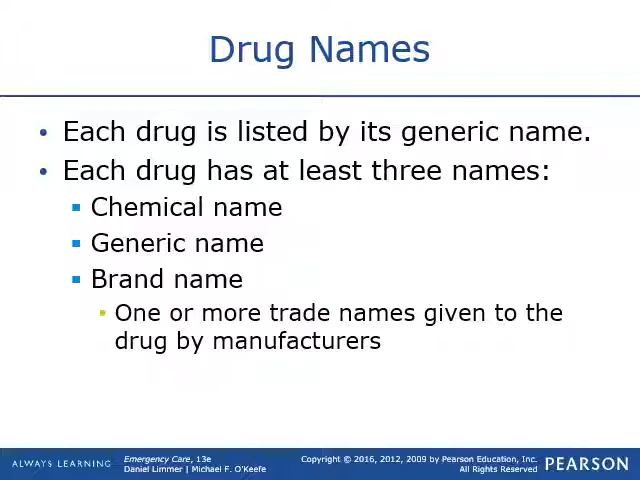 Drug Names
• Each drug is listed by its generic name.
• Each drug has at least three names:
▪ Chemical name
▪ Generic name
▪ Brand name
• One or more trade names given to the
drug by manufacturers
ALWAYS LEARNING
Emergency Care, 13e
Daniel Limmer | Michael F. O'Keefe
Copyright © 2016, 2012, 2009 by Pearson Education, Inc.
All Rights Reserved
PEARSON